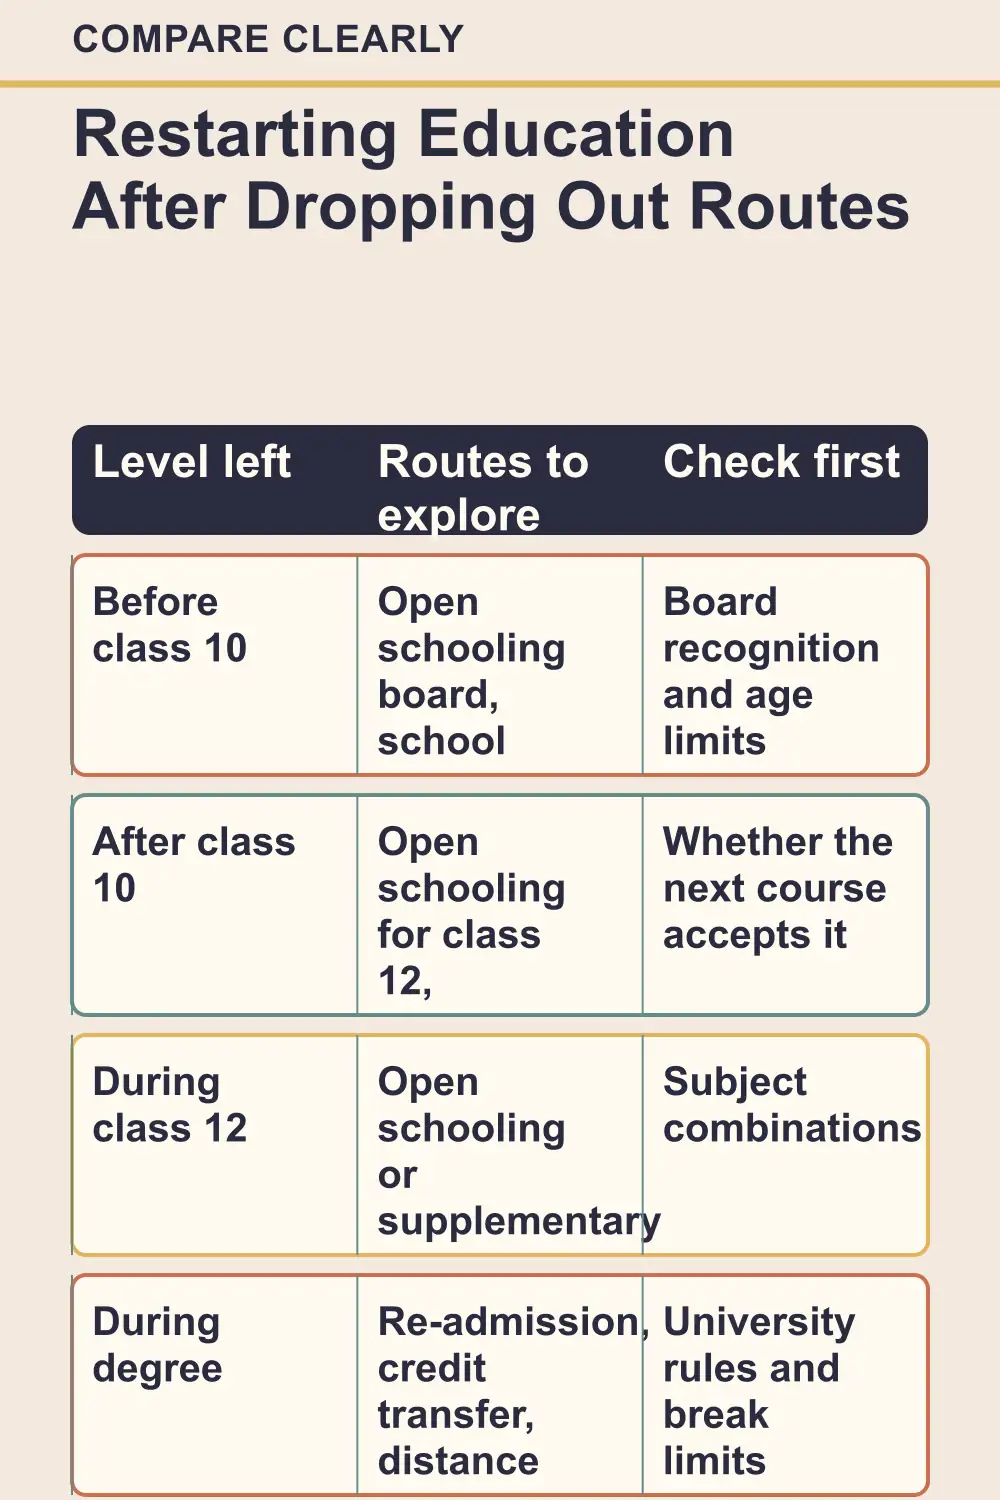 COMPARE CLEARLY
Restarting Education
After Dropping Out Routes
Level left
Routes to
explore
Check first
Before
class 10
Open
schooling
board,
school
Board
recognition
and age
limits
After class
10
Open
schooling
for class
12,
Whether the
next course
accepts it
During
class 12
Open
schooling
or
supplementary
Subject
combinations
During
degree
Re-admission,
credit
transfer,
distance
University
rules and
break
limits